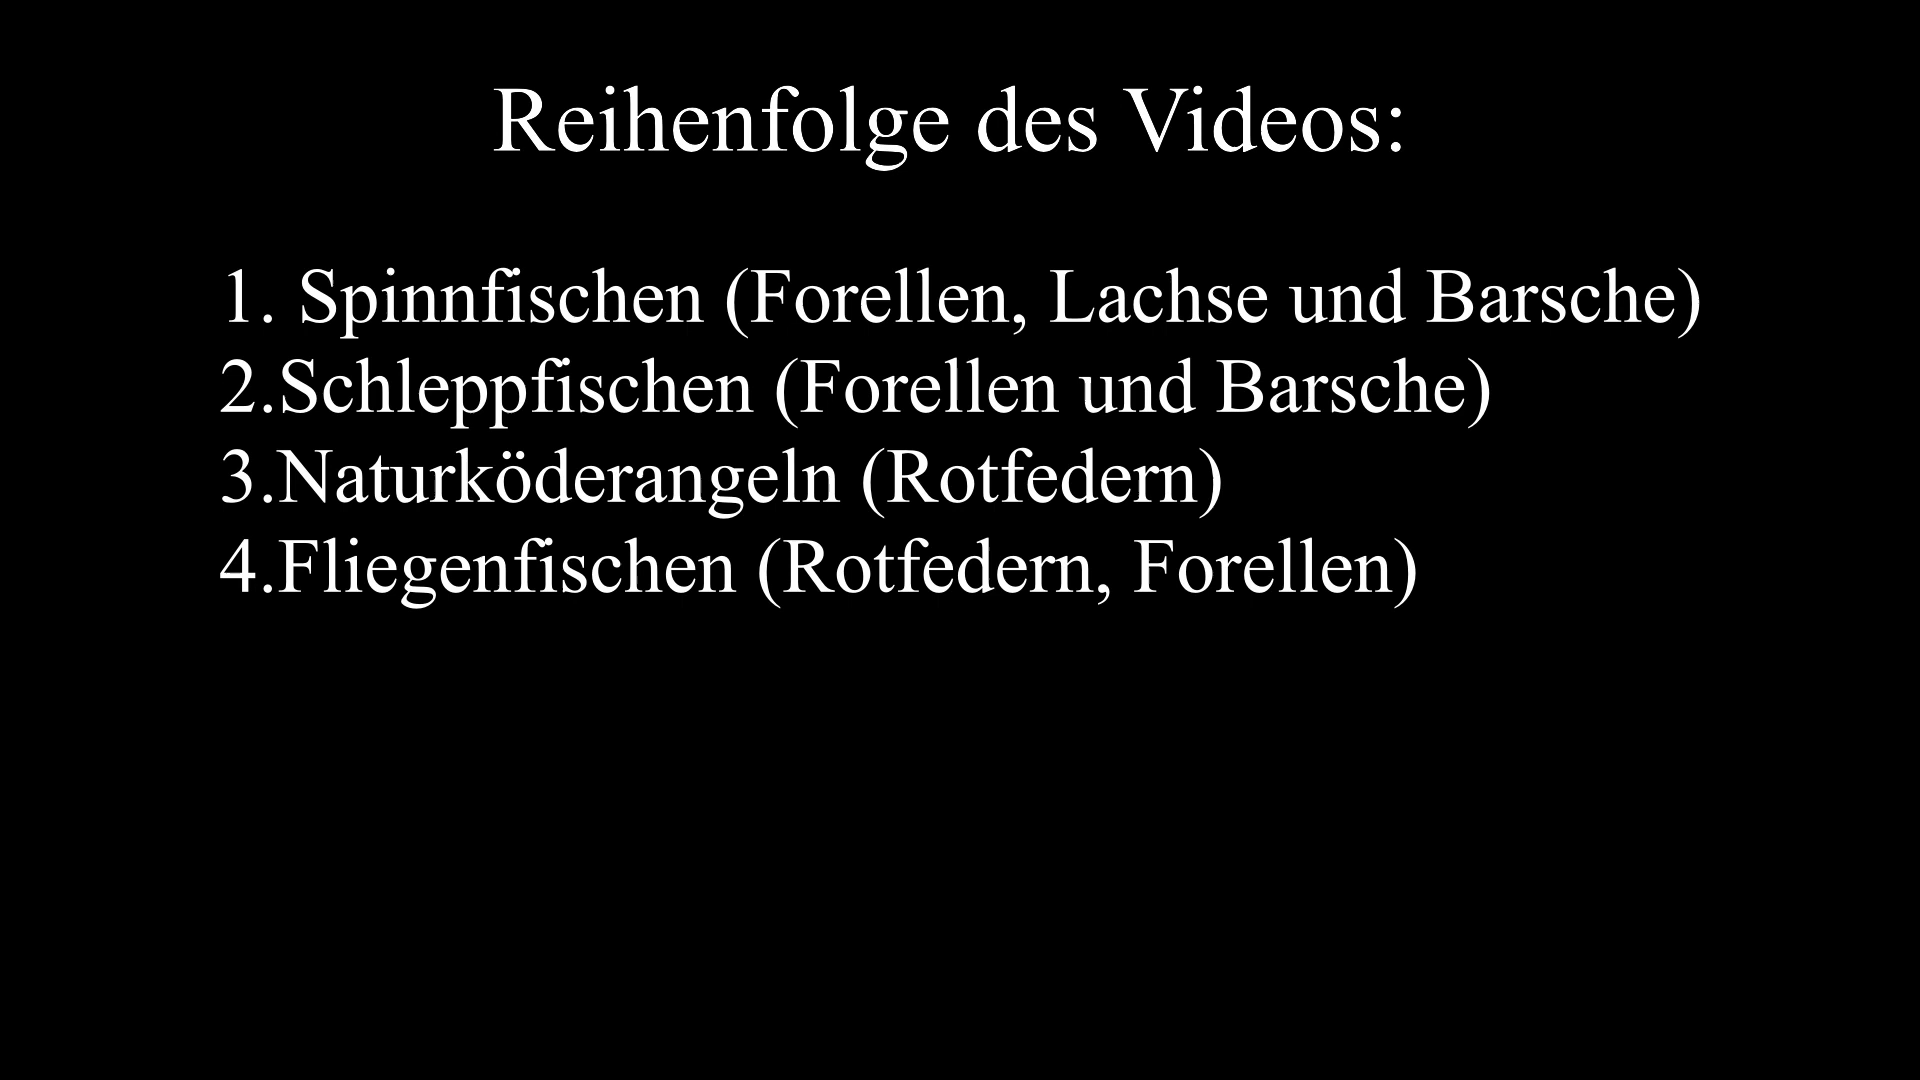 Reihenfolge des Videos:
1. Spinnfischen (Forellen, Lachse und Barsche)
2.Schleppfischen (Forellen und Barsche)
3.Naturköderangeln (Rotfedern)
4.Fliegenfischen (Rotfedern, Forellen)